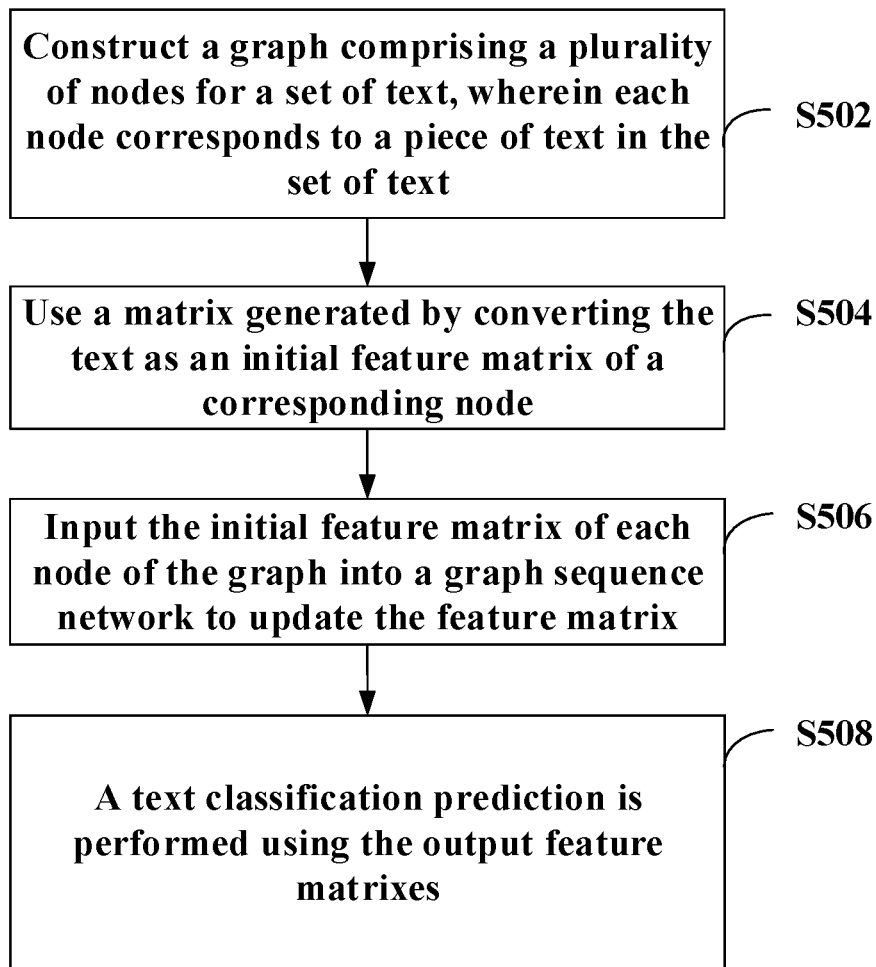 Construct a graph comprising a plurality
of nodes for a set of text, wherein each
node corresponds to a piece of text in the
set of text
S502
Use a matrix generated by converting the
text as an initial feature matrix of a
corresponding node
S504
Input the initial feature matrix of each
node of the graph into a graph sequence
network to update the feature matrix
S506
A text classification prediction is
performed using the output feature
matrixes
S508